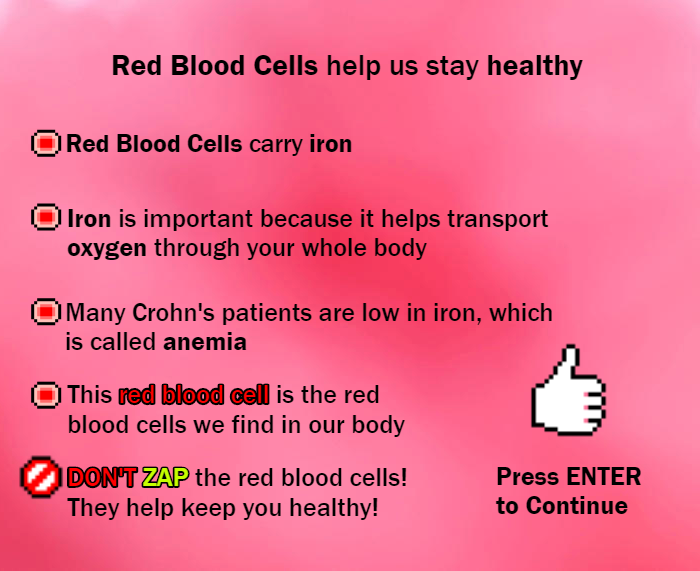 Red Blood Cells help us stay healthy
Red Blood Cells carry iron
Iron is important because it helps transport
oxygen through your whole body
Many Crohn's patients are low in iron, which
is called anemia
This red blood cell is the red
blood cells we find in our body
DON'T ZAP the red blood cells!
They help keep you healthy!
Press ENTER
to Continue